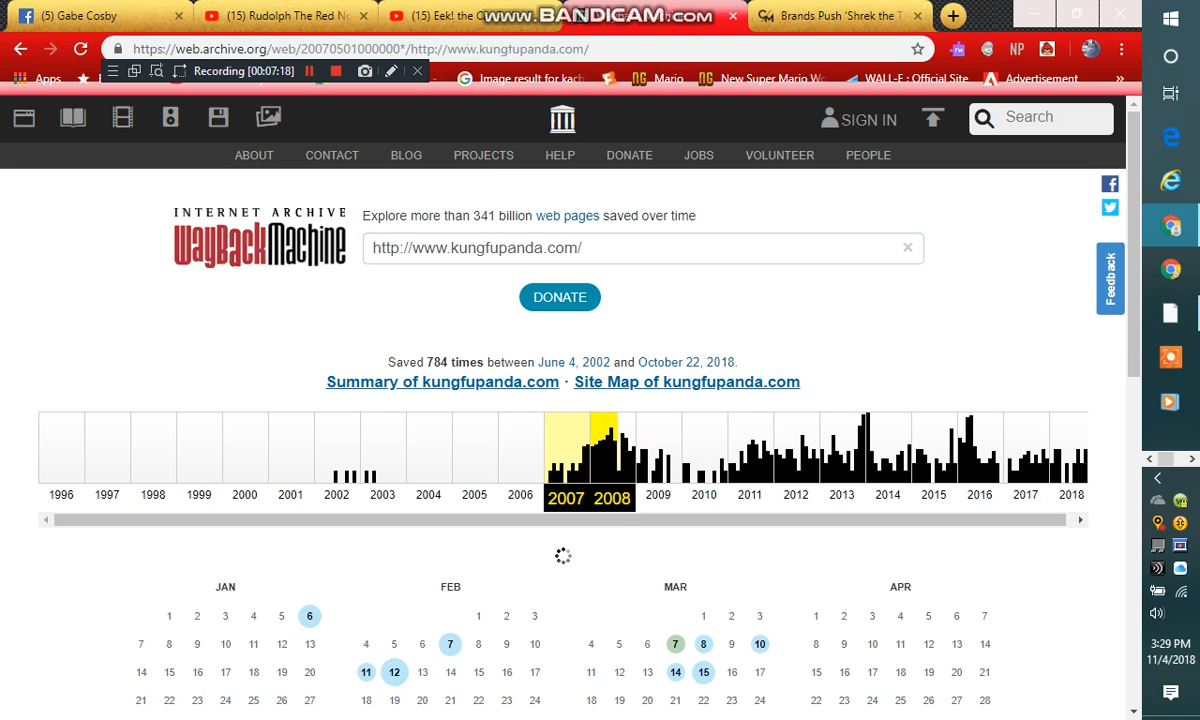 (5) Gabe Cosby
(15) Rudolph The Red No
(15) Eek! the C
www.BANDICAM.com
Brands Push 'Shrek the T
https://web.archive.org/web/20070501000000*/http://www.kungfupanda.com/
NP
Apps
Recording [00:07:18]
Image result for kach
Mario
New Super Mario Wo
WALL-E : Official Site
Advertisement
»
SIGN IN
Search
ABOUT
CONTACT
BLOG
PROJECTS
HELP
DONATE
JOBS
VOLUNTEER
PEOPLE
INTERNET ARCHIVE
WayBackMachine
Explore more than 341 billion web pages saved over time
http://www.kungfupanda.com/
DONATE
Feedback
Saved 784 times between June 4, 2002 and October 22, 2018.
Summary of kungfupanda.com · Site Map of kungfupanda.com
1996 1997 1998 1999 2000 2001 2002 2003 2004 2005 2006 2007 2008 2009 2010 2011 2012 2013 2014 2015 2016 2017 2018
JAN FEB MAR APR
1 2 3 4 5 6 1 2 3 1 2 3 1 2 3 4 5 6 7
7 8 9 10 11 12 13 4 5 6 7 8 9 10 4 5 6 7 8 9 10 8 9 10 11 12 13 14
14 15 16 17 18 19 20 11 12 13 14 15 16 17 11 12 13 14 15 16 17 15 16 17 18 19 20 21
21 22 23 24 25 26 27 18 19 20 21 22 23 24 18 19 20 21 22 23 24 22 23 24 25 26 27 28
3:29 PM
11/4/2018